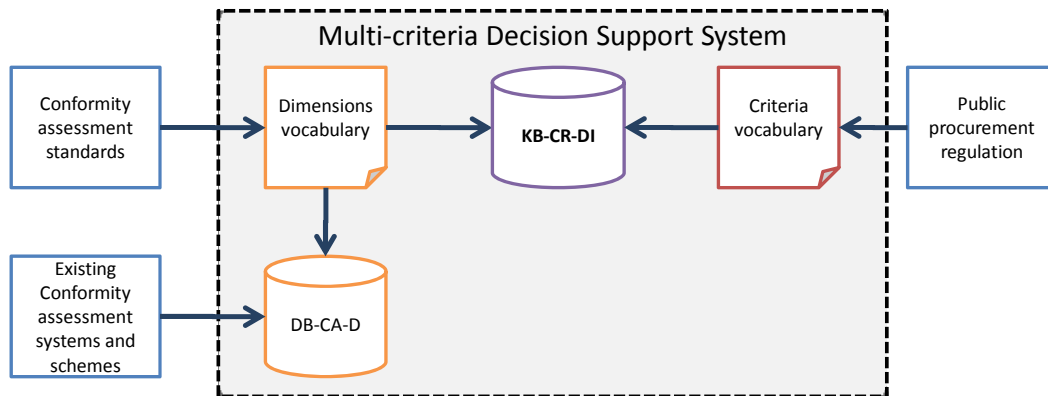 Multi-criteria Decision Support System
Conformity
assessment
standards
Dimensions
vocabulary
KB-CR-DI
Criteria
vocabulary
Public
procurement
regulation
Existing
Conformity
assessment
systems and
schemes
DB-CA-D